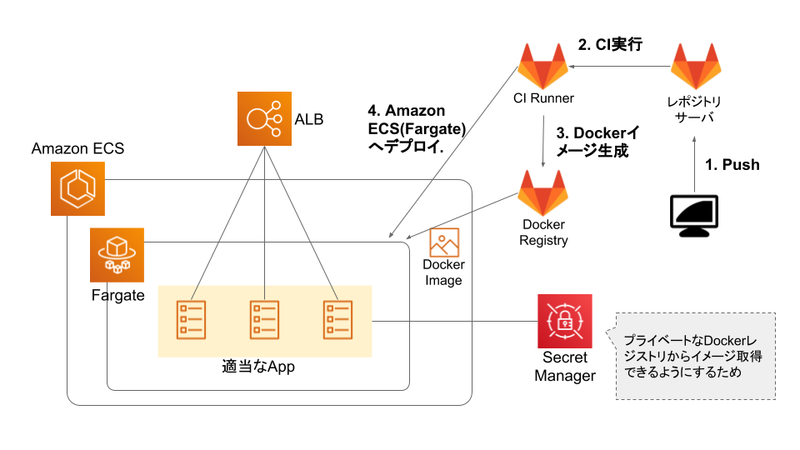 2. CI実行
CI Runner
レポジトリ
サーバ
4. Amazon
ECS(Fargate)
へデプロイ.
ALB
3. Dockerイ
メージ生成
1. Push
Amazon ECS
Docker
Registry
Docker
Image
Fargate
適当なApp
Secret
Manager
プライベートなDockerレ
ジストリからイメージ取得
できるようにするため